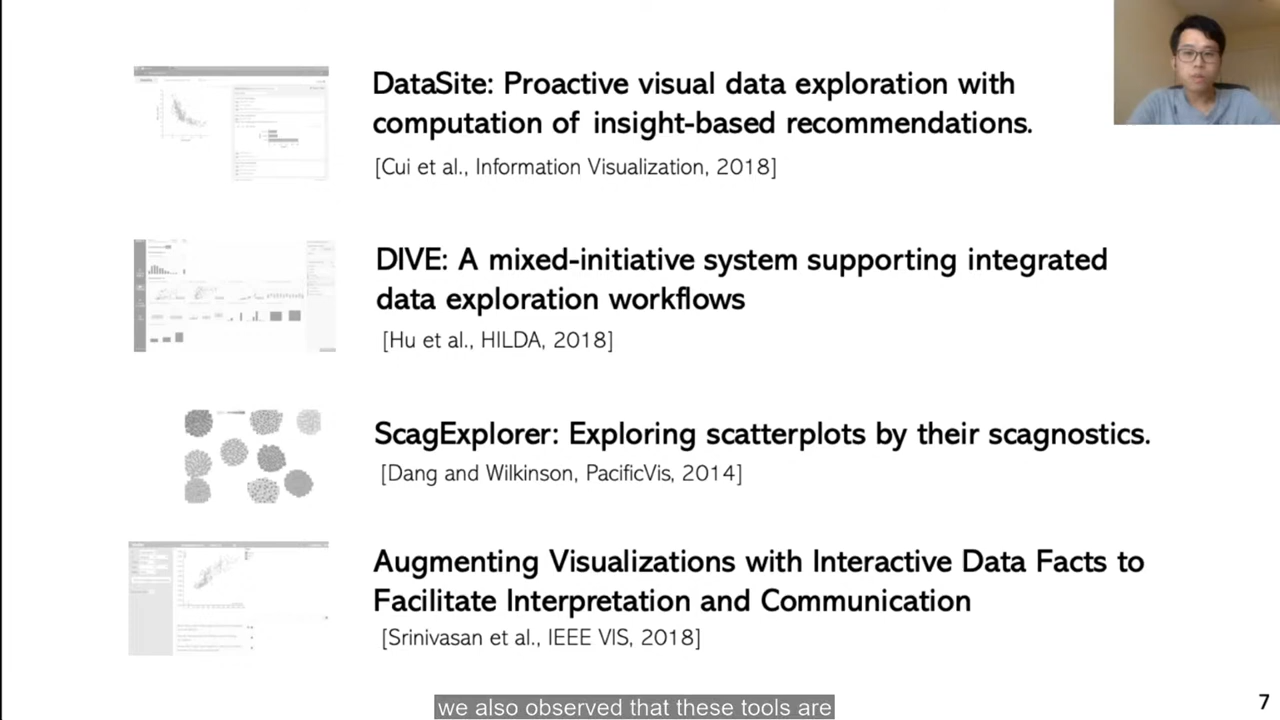 DataSite: Proactive visual data exploration with
computation of insight-based recommendations.
[Cui et al., Information Visualization, 2018]
DIVE: A mixed-initiative system supporting integrated
data exploration workflows
[Hu et al., HILDA, 2018]
ScagExplorer: Exploring scatterplots by their scagnostics.
[Dang and Wilkinson, PacificVis, 2014]
Augmenting Visualizations with Interactive Data Facts to
Facilitate Interpretation and Communication
[Srinivasan et al., IEEE VIS, 2018]
we also observed that these tools are
7